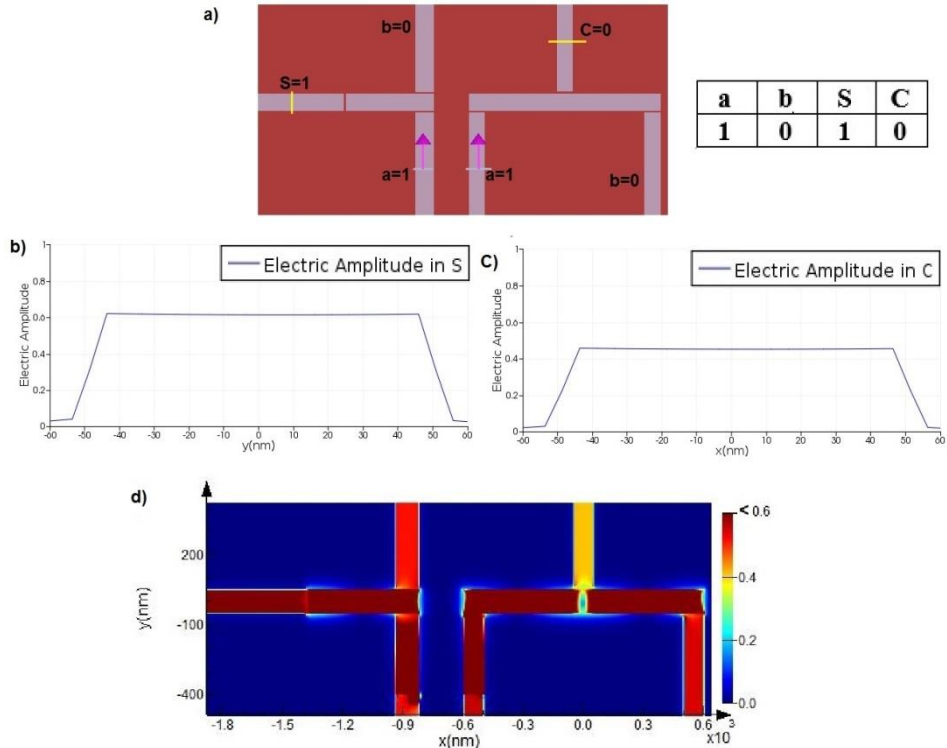 a)
b=0
C=0
S=1
a=1
a=1
b=0
a b S C
1 0 1 0
b)
Electric Amplitude in S
Electric Amplitude
1
0.8
0.6
0.4
0.2
0
-60 -50 -40 -30 -20 -10 0 10 20 30 40 50 60
y(nm)
C)
Electric Amplitude in C
Electric Amplitude
1
0.8
0.6
0.4
0.2
0
-60 -50 -40 -30 -20 -10 0 10 20 30 40 50 60
x(nm)
d)
y(nm)
200
-100
-400
-1.8 -1.5 -1.2 -0.9 -0.6 -0.3 0.0 0.3 0.6
x(nm)
x10 3
< 0.6
0.4
0.2
0.0